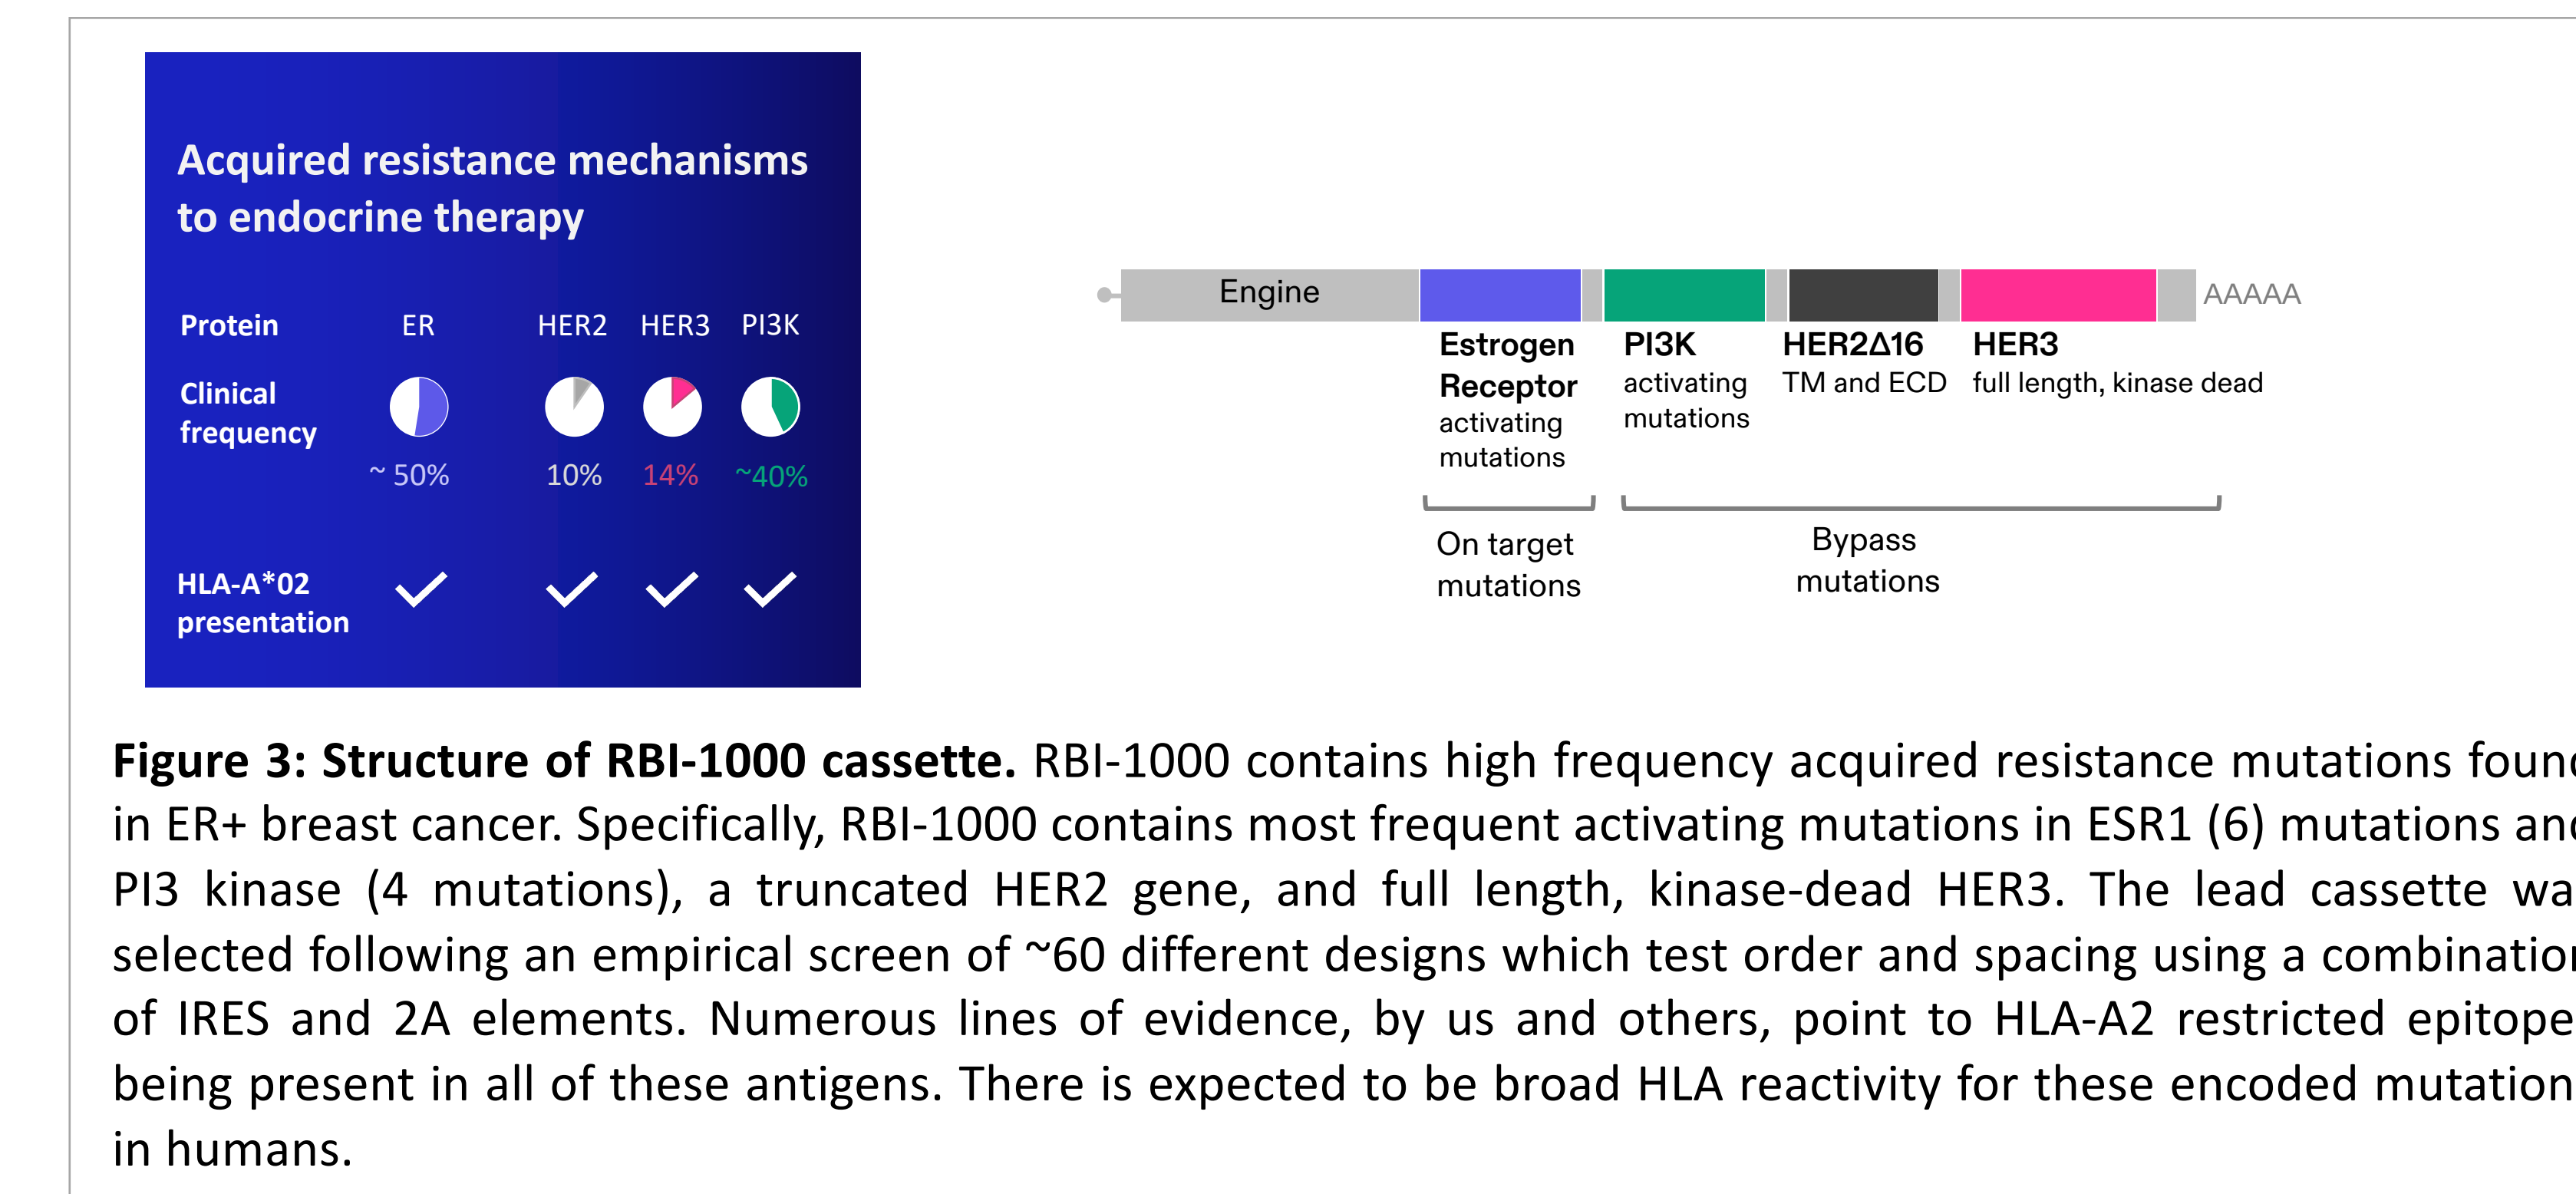 Acquired resistance mechanisms
to endocrine therapy
Protein ER HER2 HER3 PI3K
Clinical
frequency
~ 50% 10% 14% ~40%
HLA-A*02
presentation
Engine
AAAAA
Estrogen
Receptor
activating
mutations
PI3K
activating
mutations
HER2Δ16
TM and ECD
HER3
full length, kinase dead
On target
mutations
Bypass
mutations
Figure 3: Structure of RBI-1000 cassette. RBI-1000 contains high frequency acquired resistance mutations found
in ER+ breast cancer. Specifically, RBI-1000 contains most frequent activating mutations in ESR1 (6) mutations and
PI3 kinase (4 mutations), a truncated HER2 gene, and full length, kinase-dead HER3. The lead cassette wa
selected following an empirical screen of ~60 different designs which test order and spacing using a combination
of IRES and 2A elements. Numerous lines of evidence, by us and others, point to HLA-A2 restricted epitope
being present in all of these antigens. There is expected to be broad HLA reactivity for these encoded mutation
in humans.